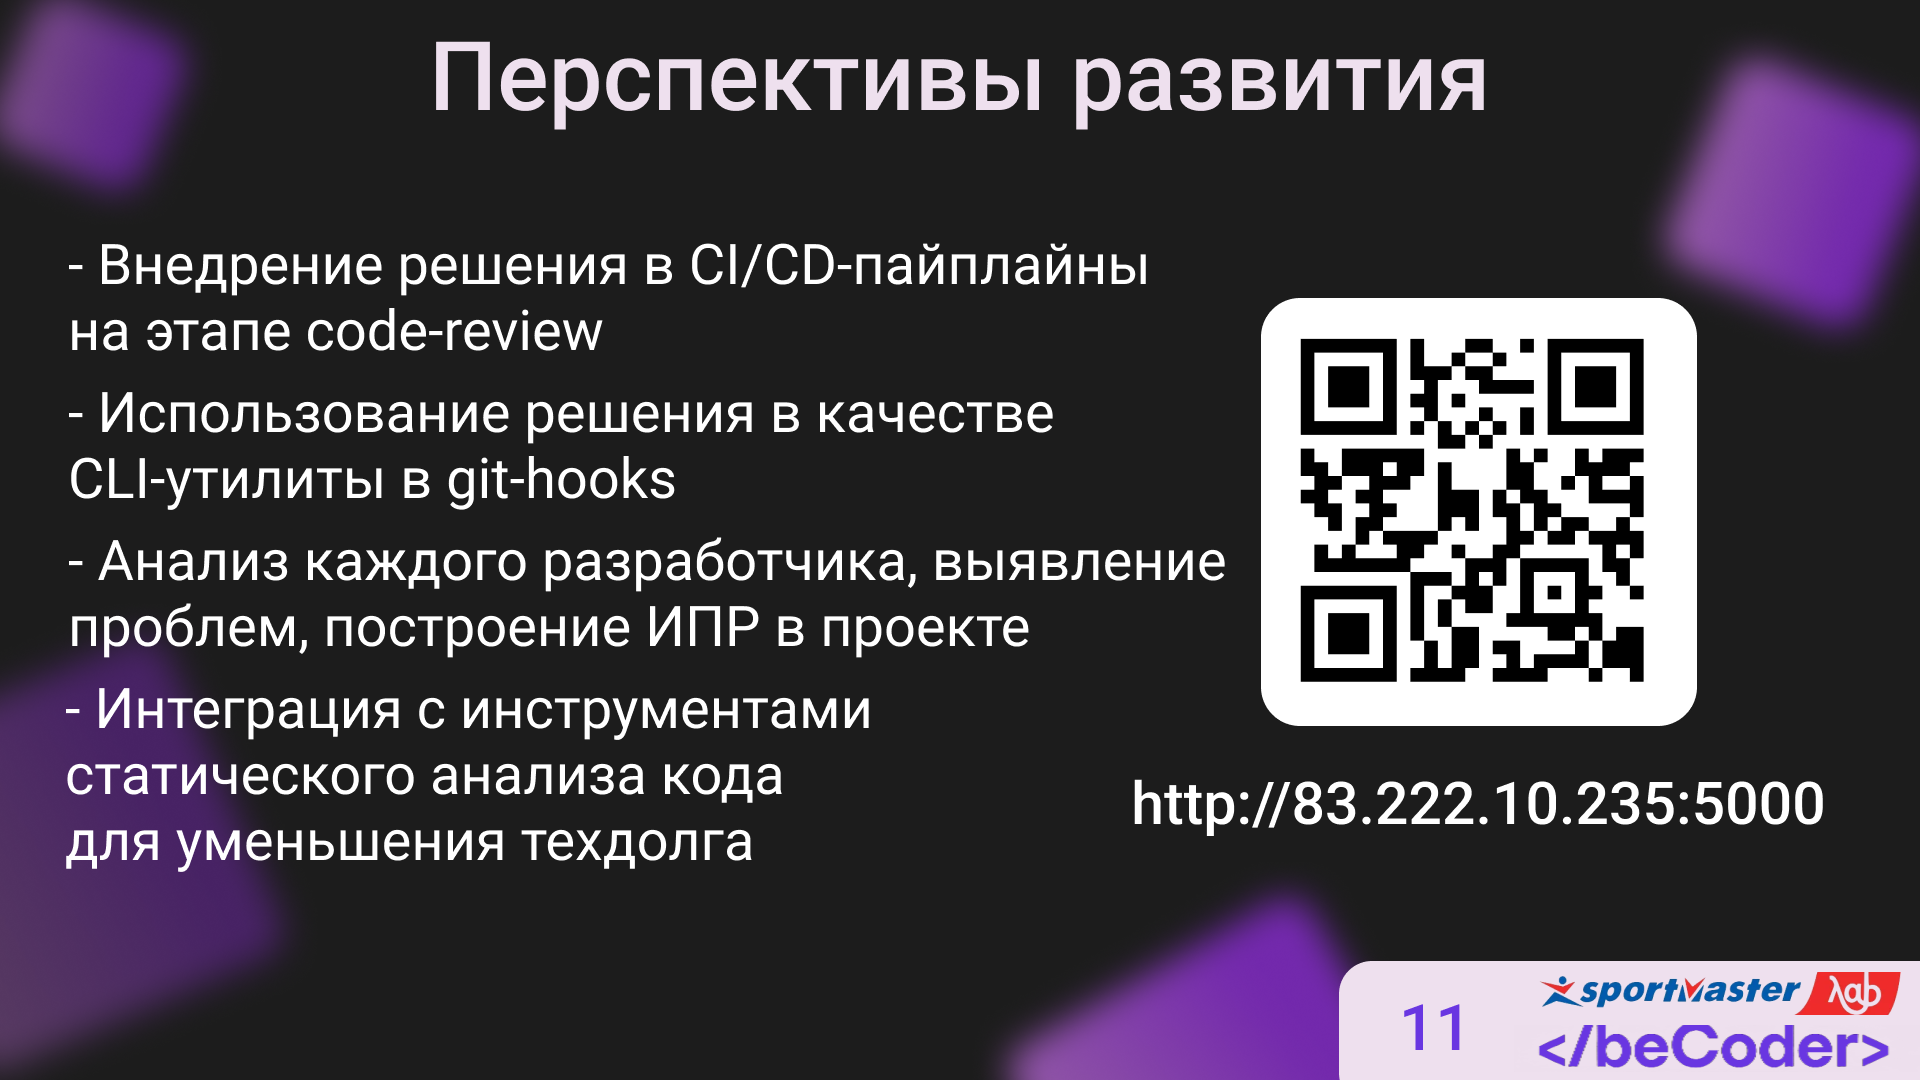 Перспективы развития
- Внедрение решения в CI/CD-пайплайны
на этапе code-review
- Использование решения в качестве
CLI-утилиты в git-hooks
- Анализ каждого разработчика, выявление
проблем, построение ИПР в проекте
- Интеграция с инструментами
статического анализа кода
для уменьшения техдолга
http://83.222.10.235:5000
11
sportMaster λab
</beCoder>